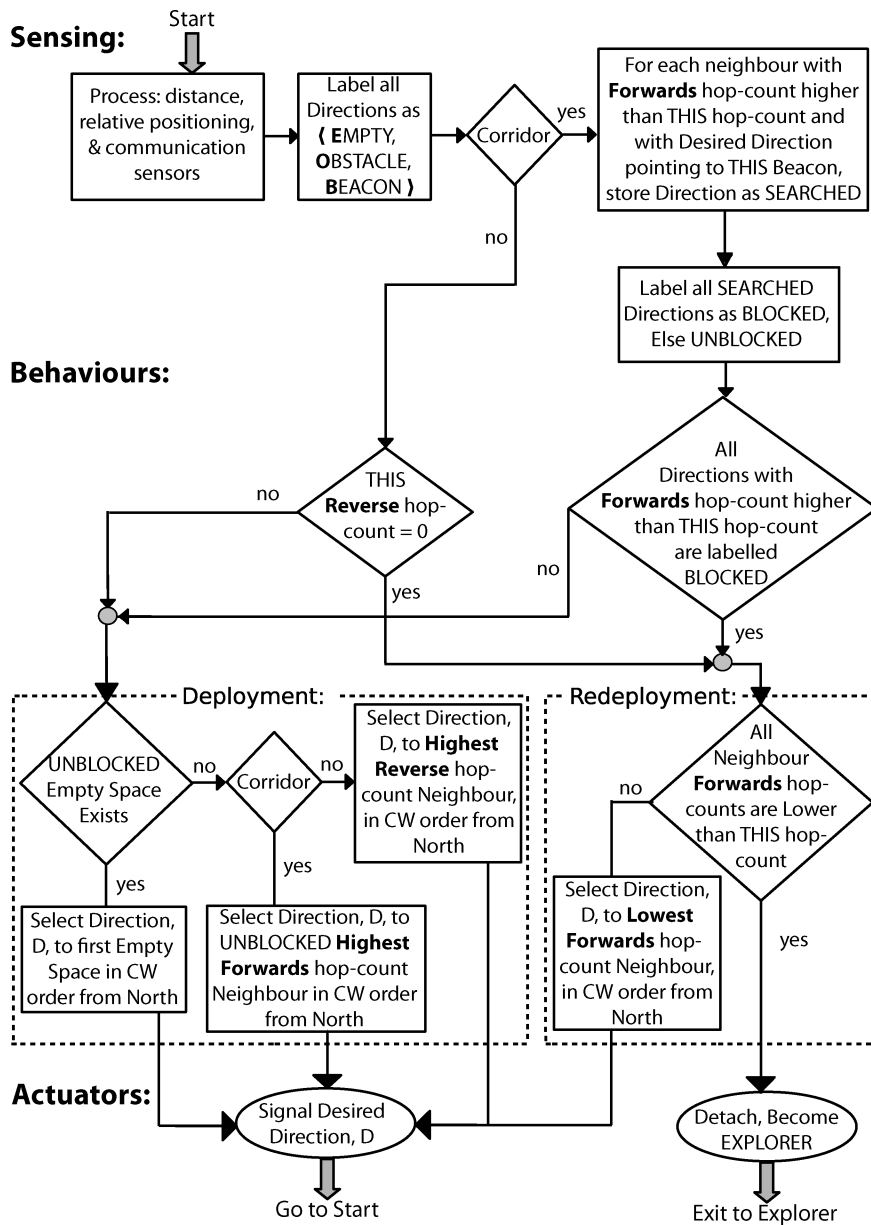 Start
Sensing:
Process: distance,
relative positioning,
& communication
sensors
Label all
Directions as
⟨ EMPTY,
OBSTACLE,
BEACON ⟩
Corridor
yes
no
For each neighbour with
Forwards hop-count higher
than THIS hop-count and
with Desired Direction
pointing to THIS Beacon,
store Direction as SEARCHED
Label all SEARCHED
Directions as BLOCKED,
Else UNBLOCKED
Behaviours:
THIS
Reverse hop-
count = 0
no
yes
All
Directions with
Forwards hop-count higher
than THIS hop-count
are labelled
BLOCKED
no
yes
Deployment:
UNBLOCKED
Empty Space
Exists
no
yes
Corridor
no
yes
Select Direction,
D, to Highest
Reverse hop-
count Neighbour,
in CW order from
North
Select Direction,
D, to first Empty
Space in CW
order from North
Select Direction, D, to
UNBLOCKED Highest
Forwards hop-count
Neighbour in CW order
from North
Redeployment:
All
Neighbour
Forwards hop-
counts are Lower
than THIS hop-
count
no
yes
Select Direction,
D, to Lowest
Forwards hop-
count Neighbour,
in CW order from
North
Actuators:
Signal Desired
Direction, D
Go to Start
Detach, Become
EXPLORER
Exit to Explorer